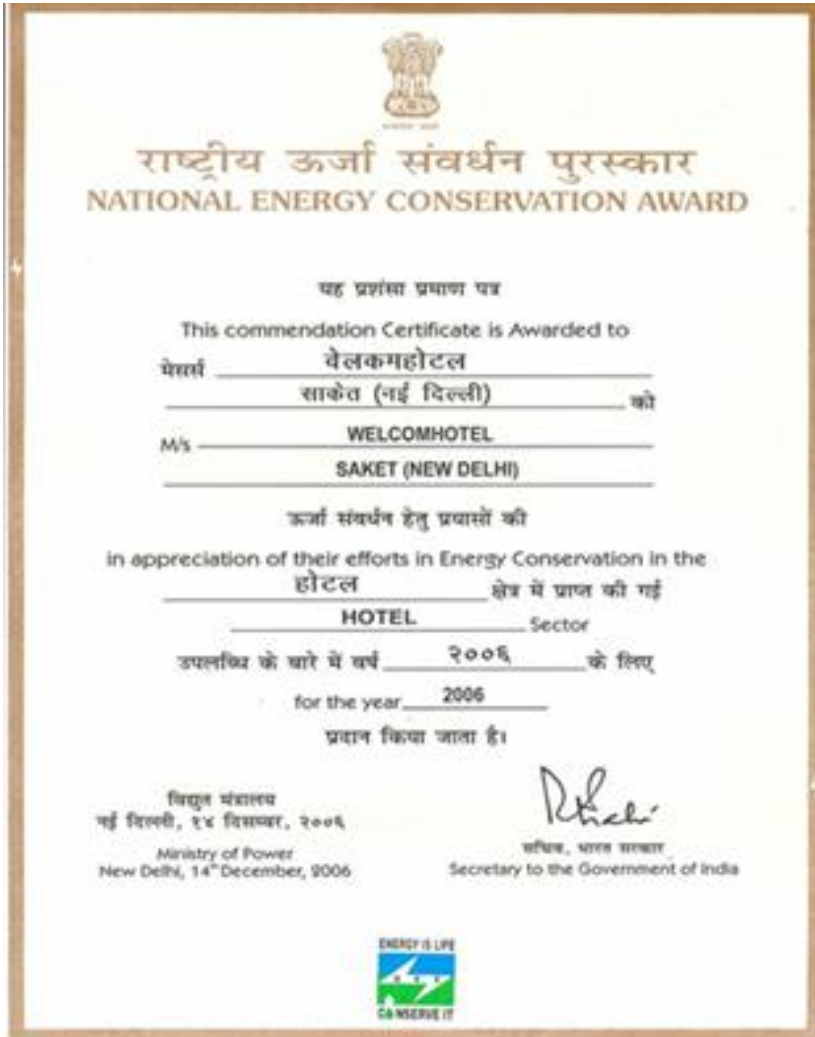 राष्ट्रीय ऊर्जा संवर्धन पुरस्कार
NATIONAL ENERGY CONSERVATION AWARD
यह प्रशंसा प्रमाण पत्र
This commendation Certificate is Awarded to
मेसर्स वेलकमहोटल
साकेत (नई दिल्ली) को
M/s WELCOMHOTEL
SAKET (NEW DELHI)
ऊर्जा संवर्धन हेतु प्रयासों की
in appreciation of their efforts in Energy Conservation in the
होटल क्षेत्र में प्राप्त की गई
HOTEL Sector
उपलब्धि के बारे में वर्ष २००६ के लिए
for the year 2006
प्रदान किया जाता है।
विद्युत मंत्रालय
नई दिल्ली, १४ दिसम्बर, २००६
Ministry of Power
New Delhi, 14th December, 2006
सचिव, भारत सरकार
Secretary to the Government of India
ENERGY IS LIFE
CONSERVE IT